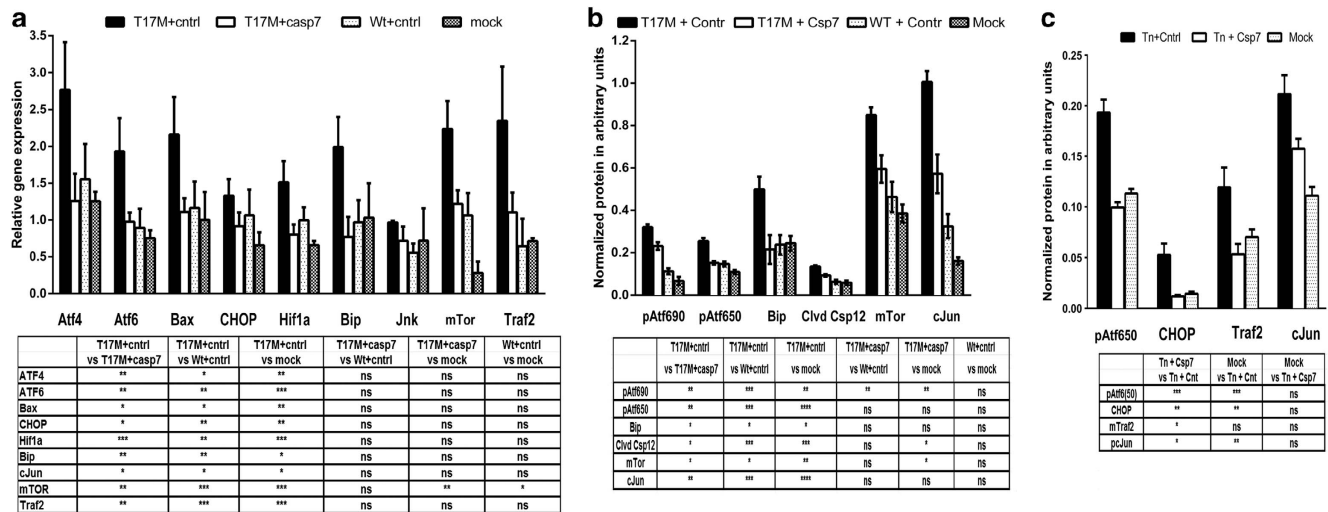 a
T17M+cntrl T17M+casp7 Wt+cntrl mock
Relative gene expression
3.5
3.0
2.5
2.0
1.5
1.0
0.5
0.0
Atf4 Atf6 Bax CHOP Hif1a Bip Jnk mTor Traf2
T17M+cntrl T17M+cntrl T17M+cntrl T17M+casp7 T17M+casp7 Wt+cntrl
vs T17M+casp7 vs Wt+cntrl vs mock vs Wt+cntrl vs mock vs mock
ATF4 ** * ** ns ns ns
ATF6 ** ** *** ns ns ns
Bax * * ** ns ns ns
CHOP * ** ** ns ns ns
Hif1a *** ** *** ns ns ns
Bip ** ** * ns ns ns
cJun * * * ns ns ns
mTOR ** *** *** ns ** *
Traf2 ** *** *** ns ns ns
b
T17M + Contr T17M + Csp7 WT + Contr Mock
Normalized protein in arbitrary units
1.2
1.0
0.8
0.6
0.4
0.2
0.0
pAtf690 pAtf650 Bip Clvd Csp12 mTor cJun
T17M+cntrl T17M+cntrl T17M+cntrl T17M+casp7 T17M+casp7 Wt+cntrl
vs T17M+casp7 vs Wt+cntrl vs mock vs Wt+cntrl vs mock vs mock
pAtf690 ** *** *** ** ** ns
pAtf650 ** *** **** ns ns ns
Bip * * * ns ns ns
Clvd Csp12 * *** *** ns * ns
mTor * * ** ns * ns
cJun ** *** **** ns ns ns
c
Tn+Cntrl Tn + Csp7 Mock
Normalized protein in arbitrary units
0.25
0.20
0.15
0.10
0.05
0.00
pAtf650 CHOP Traf2 cJun
Tn + Csp7 Mock Mock
vs Tn + Cnt vs Tn + Cnt vs Tn + Csp7
pAtf6(50) *** *** ns
CHOP ** ** ns
mTraf2 * ns ns
pcJun * ** ns